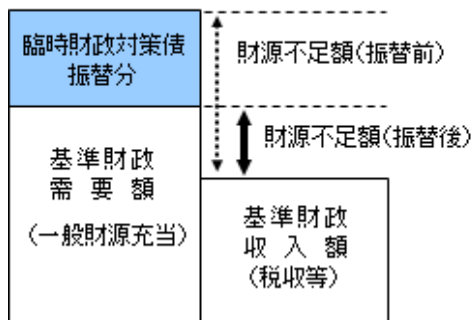 臨時財政対策債
振替分
財源不足額(振替前)
財源不足額(振替後)
基準財政
需要額
(一般財源充当)
基準財政
収入額
(税収等)